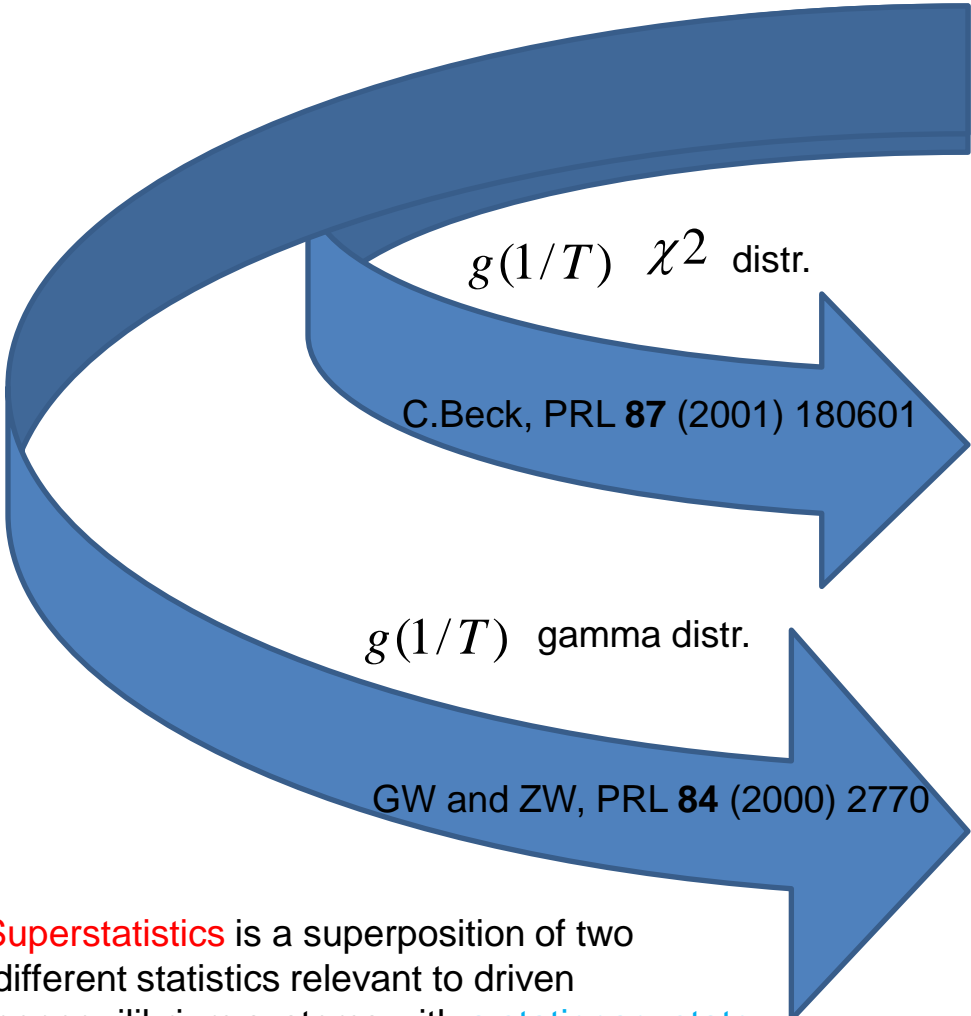 g(1/T) χ2 distr.
C.Beck, PRL 87 (2001) 180601
g(1/T) gamma distr.
GW and ZW, PRL 84 (2000) 2770
Superstatistics is a superposition of two
different statistics relevant to driven